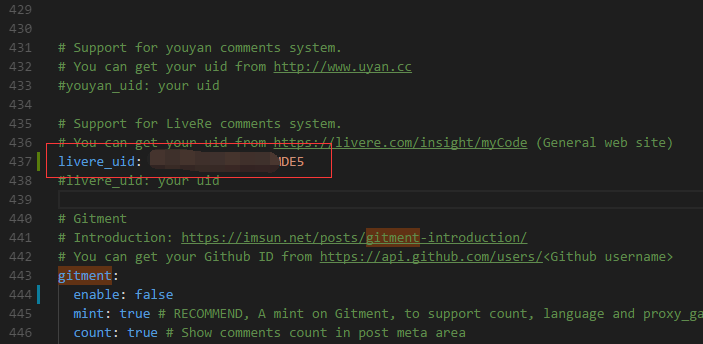 429
430
431 # Support for youyan comments system.
432 # You can get your uid from http://www.uyan.cc
433 #youyan_uid: your uid
434
435 # Support for LiveRe comments system.
436 # You can get your uid from https://livere.com/insight/myCode (General web site)
437 livere_uid: MDE5
438 #livere_uid: your uid
439
440 # Gitment
441 # Introduction: https://imsun.net/posts/gitment-introduction/
442 # You can get your Github ID from https://api.github.com/users/<Github username>
443 gitment:
444 enable: false
445 mint: true # RECOMMEND, A mint on Gitment, to support count, language and proxy_ga
446 count: true # Show comments count in post meta area